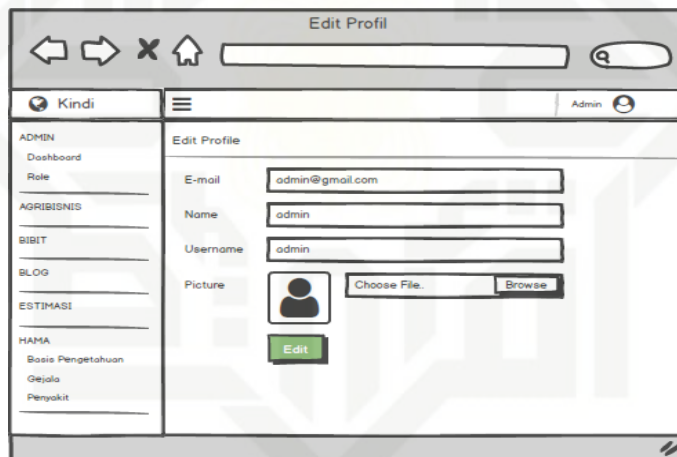 Edit Profil
Kindi
Admin
ADMIN
Dashboard
Role
AGRIBISNIS
BIBIT
BLOG
ESTIMASI
HAMA
Basis Pengetahuan
Gejala
Penyakit
Edit Profile
E-mail admin@gmail.com
Name admin
Username admin
Picture Choose File.. Browse
Edit